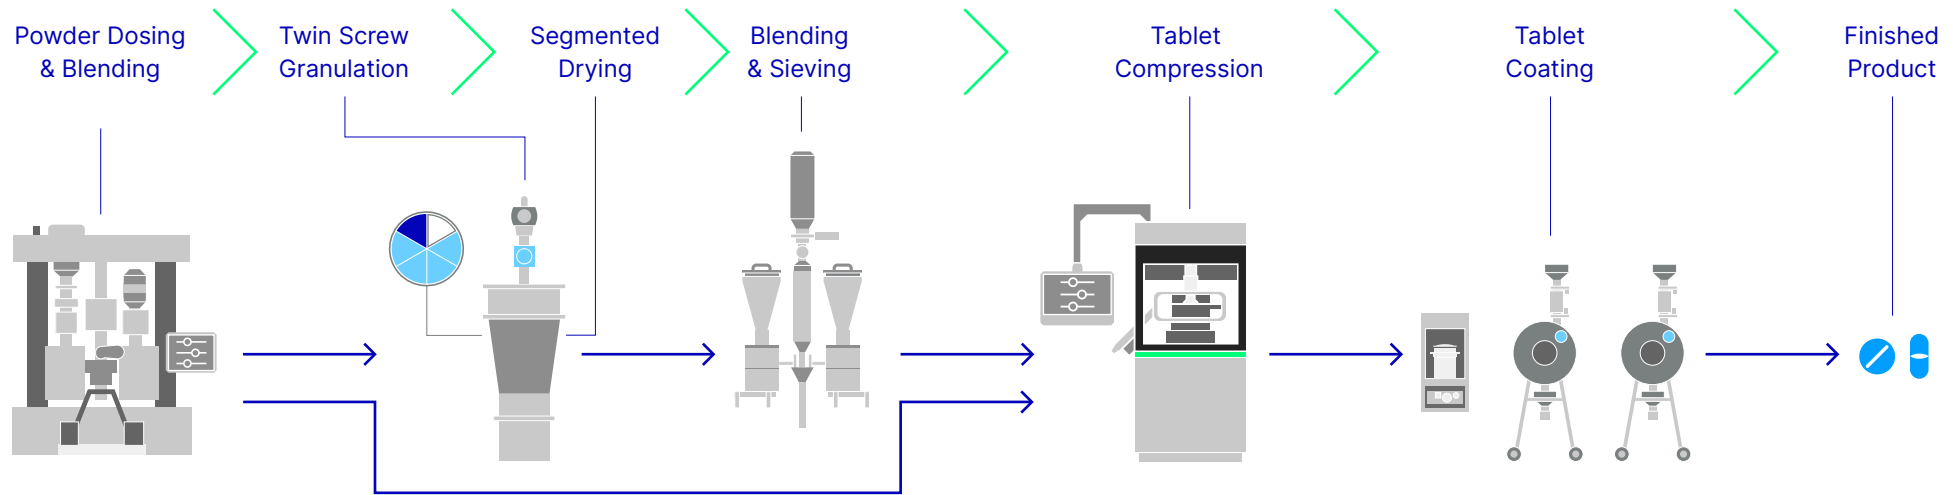 Powder Dosing
& Blending
Twin Screw
Granulation
Segmented
Drying
Blending
& Sieving
Tablet
Compression
Tablet
Coating
Finished
Product